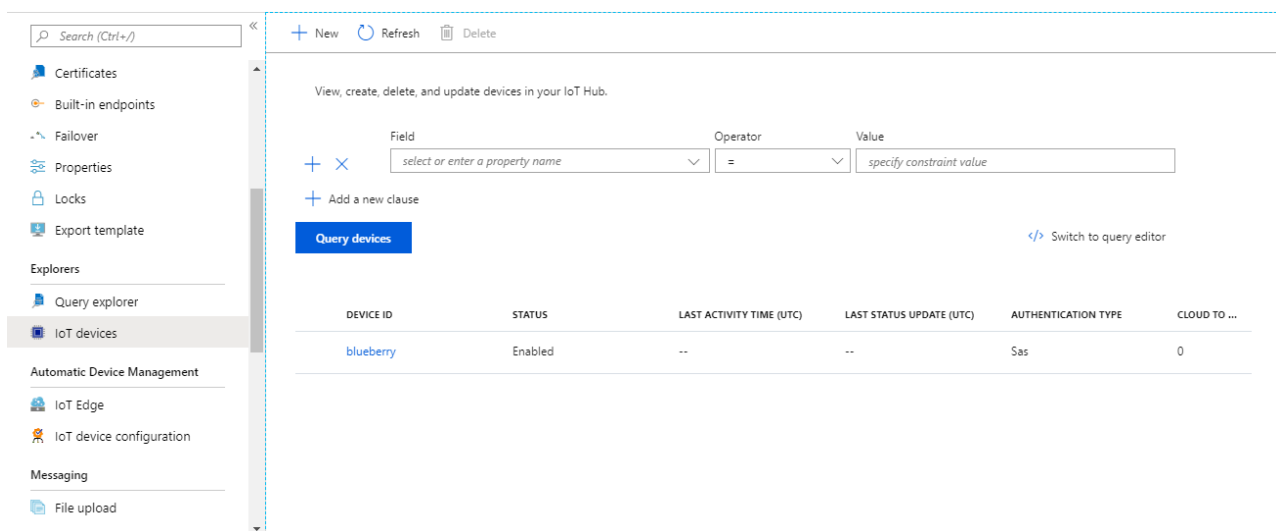 Search (Ctrl+/)
«
Certificates
Built-in endpoints
Failover
Properties
Locks
Export template
Explorers
Query explorer
IoT devices
Automatic Device Management
IoT Edge
IoT device configuration
Messaging
File upload
New Refresh Delete
View, create, delete, and update devices in your IoT Hub.
Field Operator Value
select or enter a property name = specify constraint value
Add a new clause
Query devices </> Switch to query editor
DEVICE ID STATUS LAST ACTIVITY TIME (UTC) LAST STATUS UPDATE (UTC) AUTHENTICATION TYPE CLOUD TO ...
blueberry Enabled -- -- Sas 0